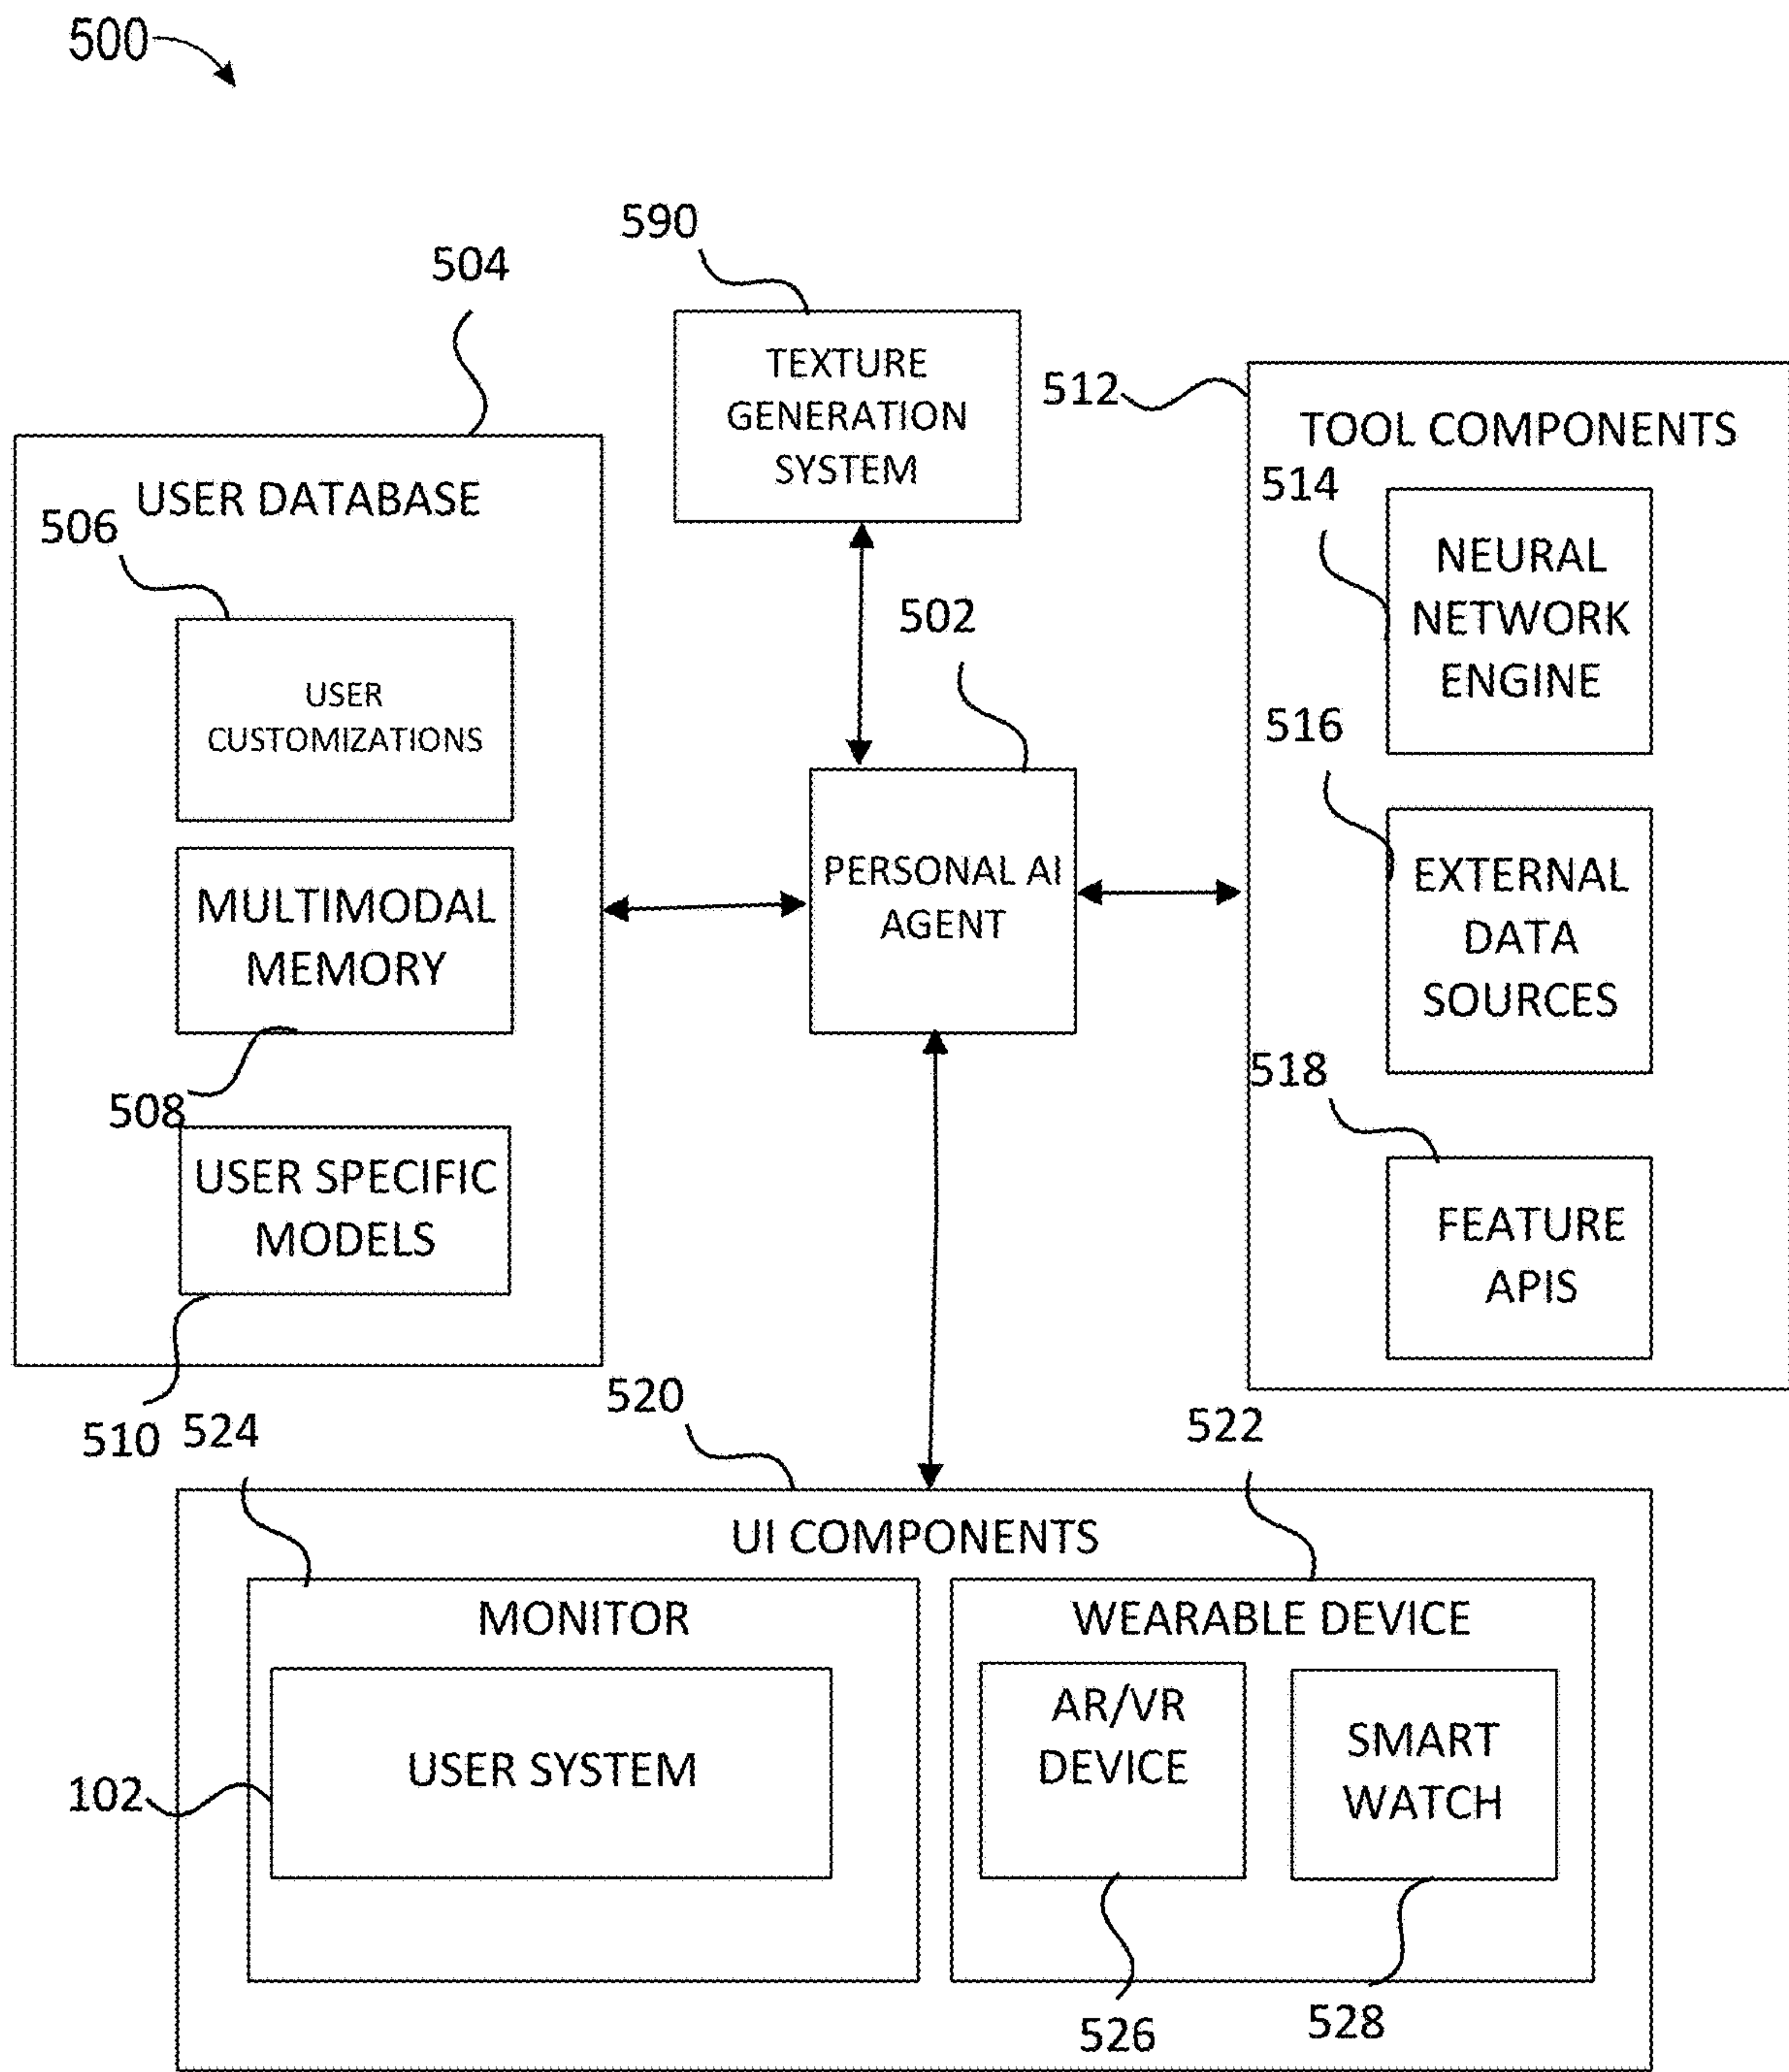 500
590
504
TEXTURE
GENERATION
SYSTEM
512
TOOL COMPONENTS
514
NEURAL
NETWORK
ENGINE
USER DATABASE
506
USER
CUSTOMIZATIONS
502
516
PERSONAL AI
AGENT
EXTERNAL
DATA
SOURCES
MULTIMODAL
MEMORY
508
518
USER SPECIFIC
MODELS
FEATURE
APIS
510
524
520
522
UI COMPONENTS
MONITOR
WEARABLE DEVICE
USER SYSTEM
AR/VR
DEVICE
SMART
WATCH
102
526
528